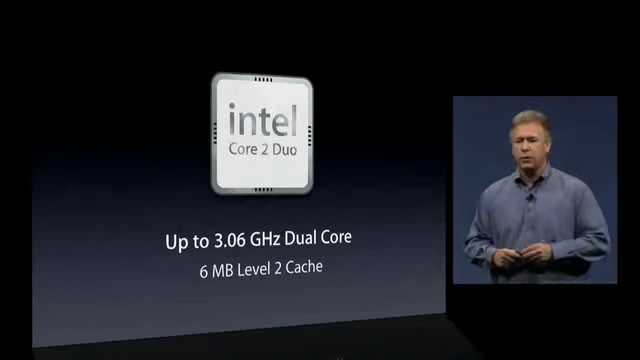 intel
Core 2 Duo
Up to 3.06 GHz Dual Core
6 MB Level 2 Cache